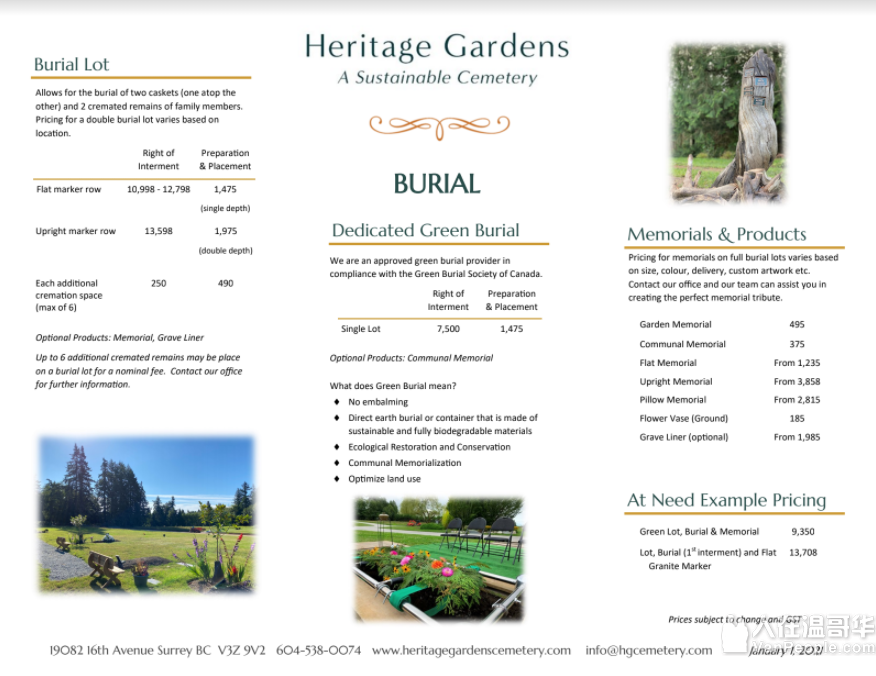 Heritage Gardens
A Sustainable Cemetery
Burial Lot
Allows for the burial of two caskets (one atop the
other) and 2 cremated remains of family members.
Pricing for a double burial lot varies based on
location.
Right of Preparation
Interment & Placement
Flat marker row 10,998 - 12,798 1,475
(single depth)
Upright marker row 13,598 1,975
(double depth)
Each additional 250 490
cremation space
(max of 6)
Optional Products: Memorial, Grave Liner
Up to 6 additional cremated remains may be place
on a burial lot for a nominal fee. Contact our office
for further information.
BURIAL
Dedicated Green Burial
We are an approved green burial provider in
compliance with the Green Burial Society of Canada.
Right of Preparation
Interment & Placement
Single Lot 7,500 1,475
Optional Products: Communal Memorial
What does Green Burial mean?
♦ No embalming
♦ Direct earth burial or container that is made of
sustainable and fully biodegradable materials
♦ Ecological Restoration and Conservation
♦ Communal Memorialization
♦ Optimize land use
Memorials & Products
Pricing for memorials on full burial lots varies based
on size, colour, delivery, custom artwork etc.
Contact our office and our team can assist you in
creating the perfect memorial tribute.
Garden Memorial 495
Communal Memorial 375
Flat Memorial From 1,235
Upright Memorial From 3,858
Pillow Memorial From 2,815
Flower Vase (Ground) 185
Grave Liner (optional) From 1,985
At Need Example Pricing
Green Lot, Burial & Memorial 9,350
Lot, Burial (1st interment) and Flat 13,708
Granite Marker
Prices subject to change and GST
人在温哥华
VanPeople.com
19082 16th Avenue Surrey BC V3Z 9V2 604-538-0074 www.heritagegardenscemetery.com info@hgcemetery.com January 1, 2021